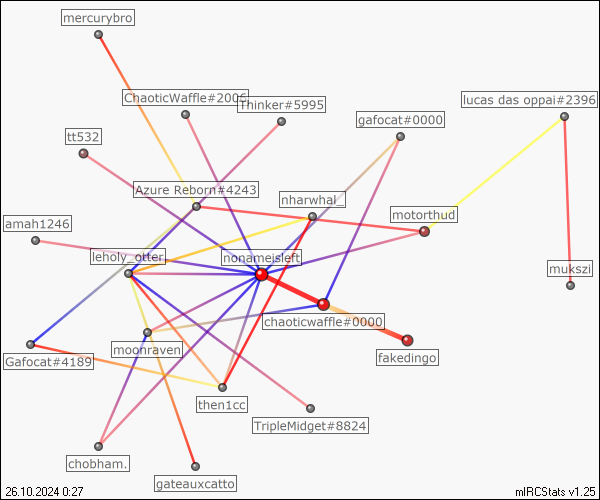 mercurybro
ChaoticWaffle#2006
Thinker#5995
lucas das oppai#2396
gafocat#0000
tt532
Azure Reborn#4243
nharwhal_
motorthud
amah1246
leholy_otter
nonameisleft
mukszi
chaoticwaffle#0000
moonraven
Gafocat#4189
fakedingo
then1cc
TripleMidget#8824
chobham.
gateauxcatto
26.10.2024 0:27
mIRCStats v1.25